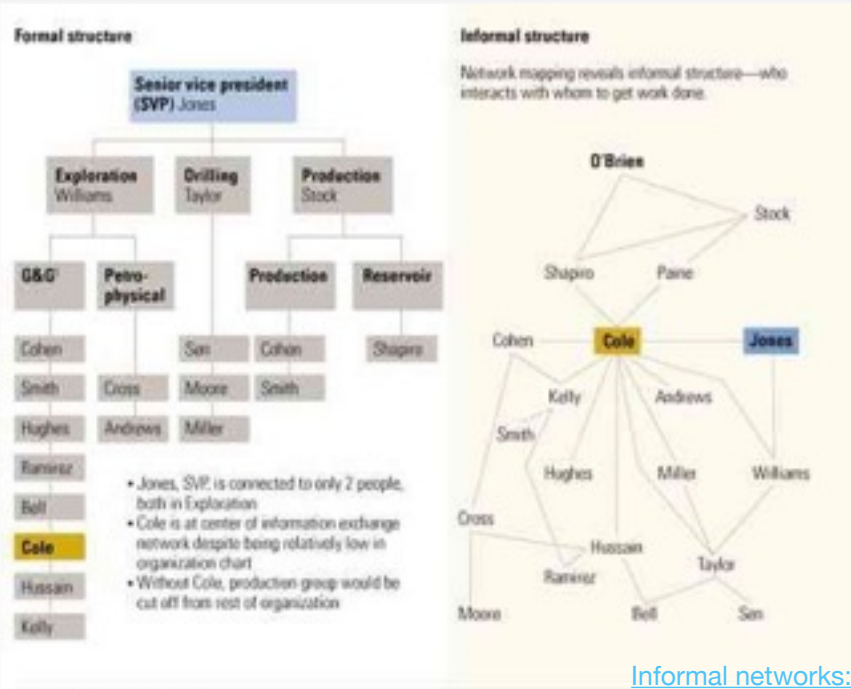 Formal structure
Senior vice president
(SVP) Jones
Exploration
Williams
Drilling
Taylor
Production
Stock
G&G¹
Petro-
physical
Production
Reservoir
Cohen
Smith
Hughes
Ramirez
Bell
Cole
Hussain
Kelly
Cross
Andrews
Sen
Moore
Miller
Cohen
Smith
Shapiro
• Jones, SVP, is connected to only 2 people,
both in Exploration
• Cole is at center of information exchange
network despite being relatively low in
organization chart
• Without Cole, production group would be
cut off from rest of organization
Informal structure
Network mapping reveals informal structure—who
interacts with whom to get work done.
O'Brien
Stock
Shapiro
Paine
Cohen
Cole
Jones
Kelly
Andrews
Smith
Hughes
Miller
Williams
Cross
Hussain
Ramirez
Taylor
Moore
Bell
Sen
Informal networks: